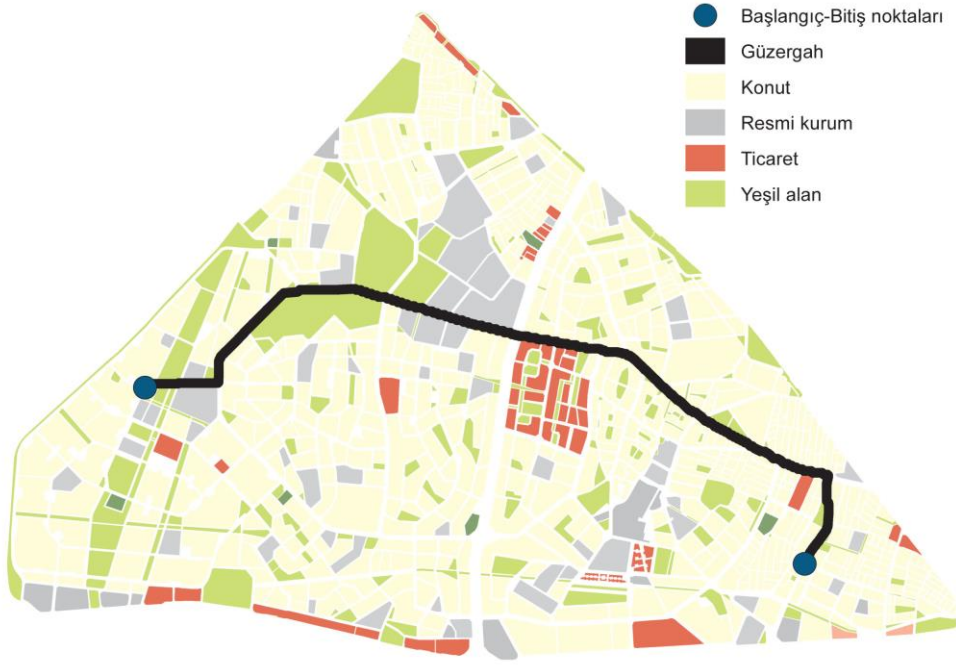 Başlangıç-Bitiş noktaları
Güzergah
Konut
Resmi kurum
Ticaret
Yeşil alan